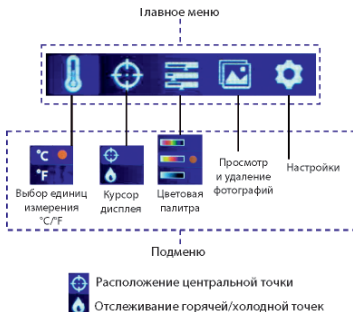 Главное меню
°C
°F
Выбор единиц
измерения
°C/°F
Курсор
дисплея
Цветовая
палитра
Просмотр
и удаление
фотографий
Настройки
Подменю
Расположение центральной точки
Отслеживание горячей/холодной точек